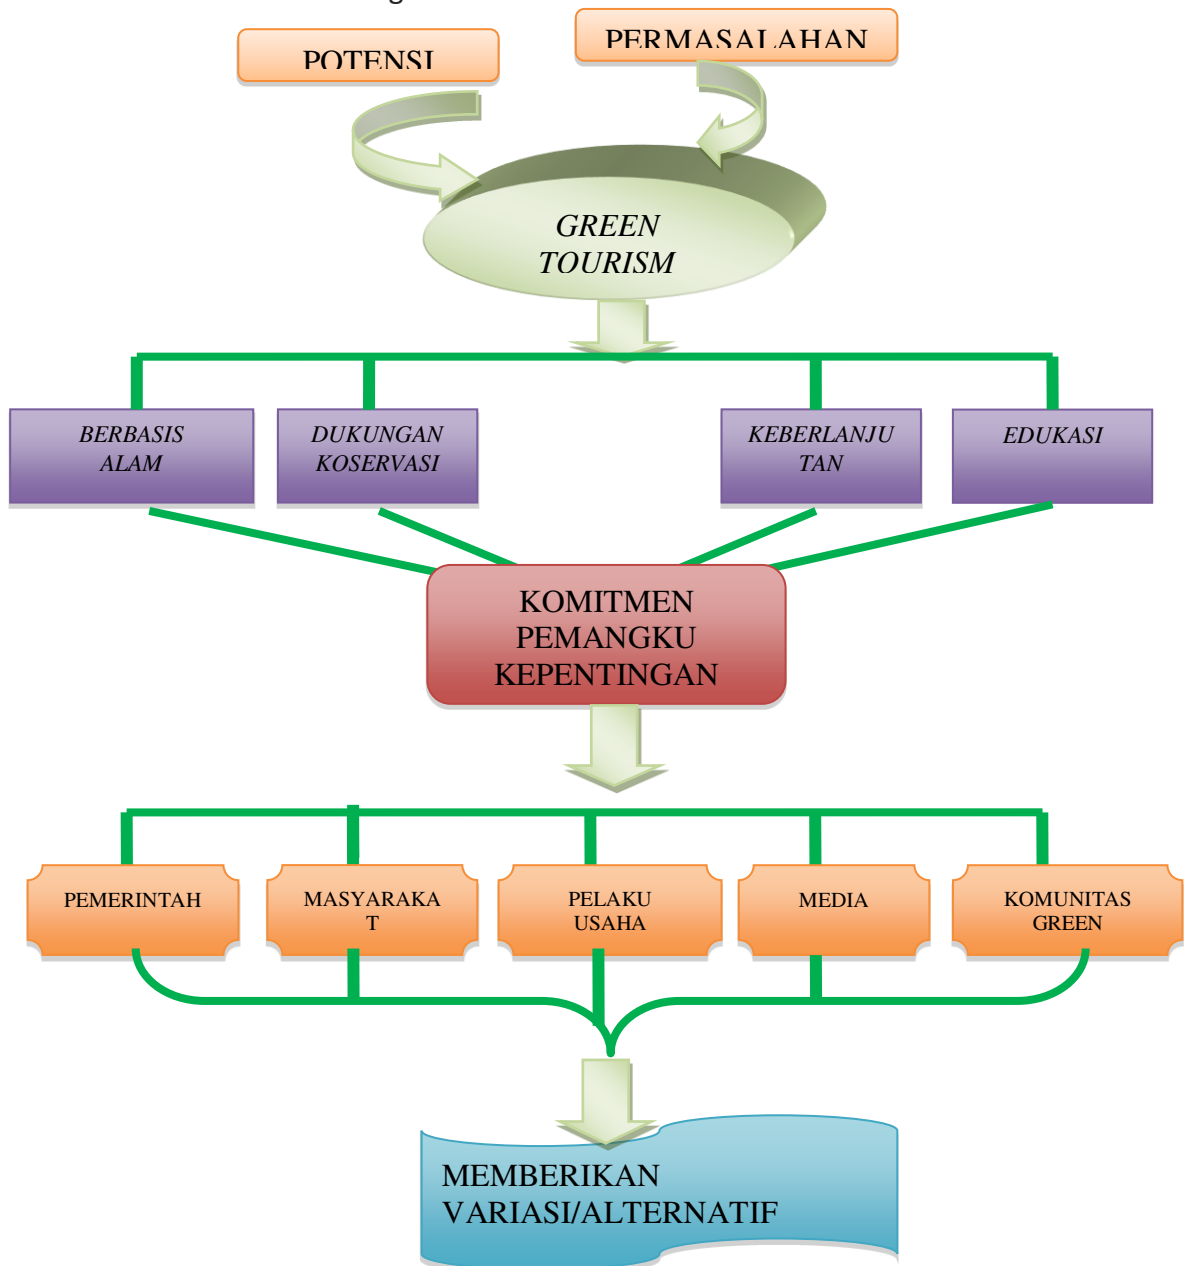 POTENSI
PERMASALAHAN
GREEN
TOURISM
BERBASIS
ALAM
DUKUNGAN
KOSERVASI
KEBERLANJU
TAN
EDUKASI
KOMITMEN
PEMANGKU
KEPENTINGAN
PEMERINTAH
MASYARAKA
T
PELAKU
USAHA
MEDIA
KOMUNITAS
GREEN
MEMBERIKAN
VARIASI/ALTERNATIF